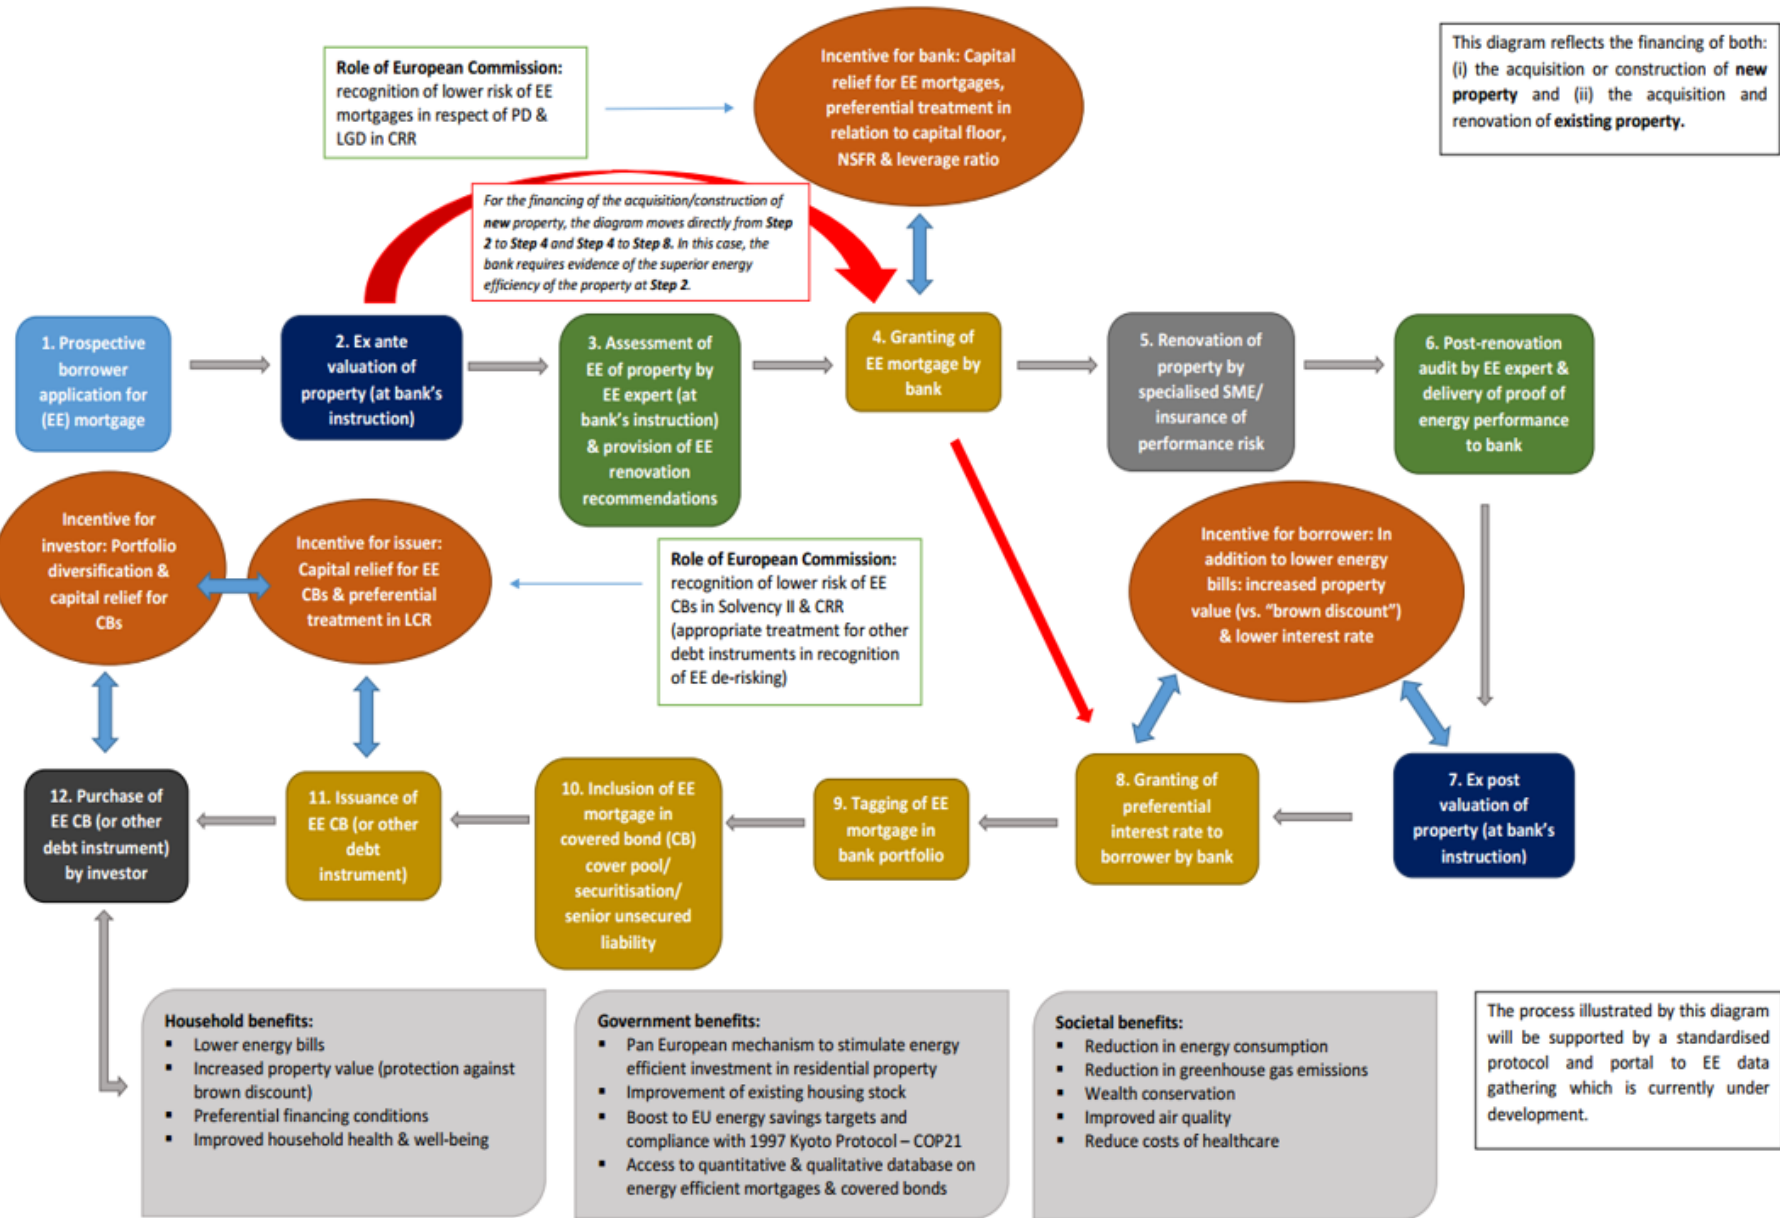 Role of European Commission:
recognition of lower risk of EE
mortgages in respect of PD &
LGD in CRR
Incentive for bank: Capital
relief for EE mortgages,
preferential treatment in
relation to capital floor,
NSFR & leverage ratio
This diagram reflects the financing of both:
(i) the acquisition or construction of new
property and (ii) the acquisition and
renovation of existing property.
For the financing of the acquisition/construction of
new property, the diagram moves directly from Step
2 to Step 4 and Step 4 to Step 8. In this case, the
bank requires evidence of the superior energy
efficiency of the property at Step 2.
1. Prospective
borrower
application for
(EE) mortgage
2. Ex ante
valuation of
property (at bank's
instruction)
3. Assessment of
EE of property by
EE expert (at
bank's instruction)
& provision of EE
renovation
recommendations
4. Granting of
EE mortgage by
bank
5. Renovation of
property by
specialised SME/
insurance of
performance risk
6. Post-renovation
audit by EE expert &
delivery of proof of
energy performance
to bank
Incentive for
investor: Portfolio
diversification &
capital relief for
CBs
Incentive for issuer:
Capital relief for EE
CBs & preferential
treatment in LCR
Role of European Commission:
recognition of lower risk of EE
CBs in Solvency II & CRR
(appropriate treatment for other
debt instruments in recognition
of EE de-risking)
Incentive for borrower: In
addition to lower energy
bills: increased property
value (vs. "brown discount")
& lower interest rate
12. Purchase of
EE CB (or other
debt instrument)
by investor
11. Issuance of
EE CB (or other
debt
instrument)
10. Inclusion of EE
mortgage in
covered bond (CB)
cover pool/
securitisation/
senior unsecured
liability
9. Tagging of EE
mortgage in
bank portfolio
8. Granting of
preferential
interest rate to
borrower by bank
7. Ex post
valuation of
property (at bank's
instruction)
Household benefits:
▪ Lower energy bills
▪ Increased property value (protection against
brown discount)
▪ Preferential financing conditions
▪ Improved household health & well-being
Government benefits:
▪ Pan European mechanism to stimulate energy
efficient investment in residential property
▪ Improvement of existing housing stock
▪ Boost to EU energy savings targets and
compliance with 1997 Kyoto Protocol – COP21
▪ Access to quantitative & qualitative database on
energy efficient mortgages & covered bonds
Societal benefits:
▪ Reduction in energy consumption
▪ Reduction in greenhouse gas emissions
▪ Wealth conservation
▪ Improved air quality
▪ Reduce costs of healthcare
The process illustrated by this diagram
will be supported by a standardised
protocol and portal to EE data
gathering which is currently under
development.